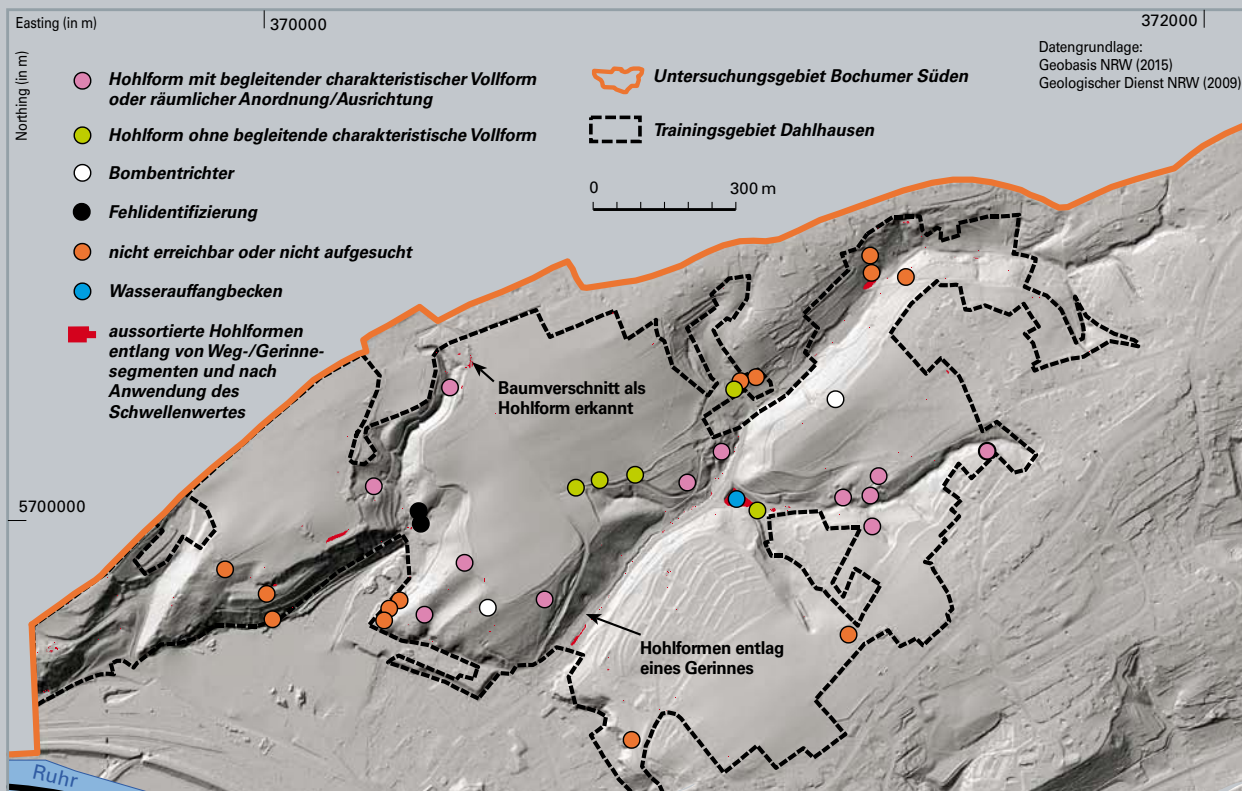 Easting (in m)
370000
372000
Northing (in m)
Datengrundlage:
Geobasis NRW (2015)
Geologischer Dienst NRW (2009)
Hohlform mit begleitender charakteristischer Vollform
oder räumlicher Anordnung/Ausrichtung
Hohlform ohne begleitende charakteristische Vollform
Bombentrichter
Fehlidentifizierung
nicht erreichbar oder nicht aufgesucht
Wasserauffangbecken
aussortierte Hohlformen
entlang von Weg-/Gerinne-
segmenten und nach
Anwendung des
Schwellenwertes
Untersuchungsgebiet Bochumer Süden
Trainingsgebiet Dahlhausen
0
300 m
Baumverschnitt als
Hohlform erkannt
5700000
Hohlformen entlag
eines Gerinnes
Ruhr